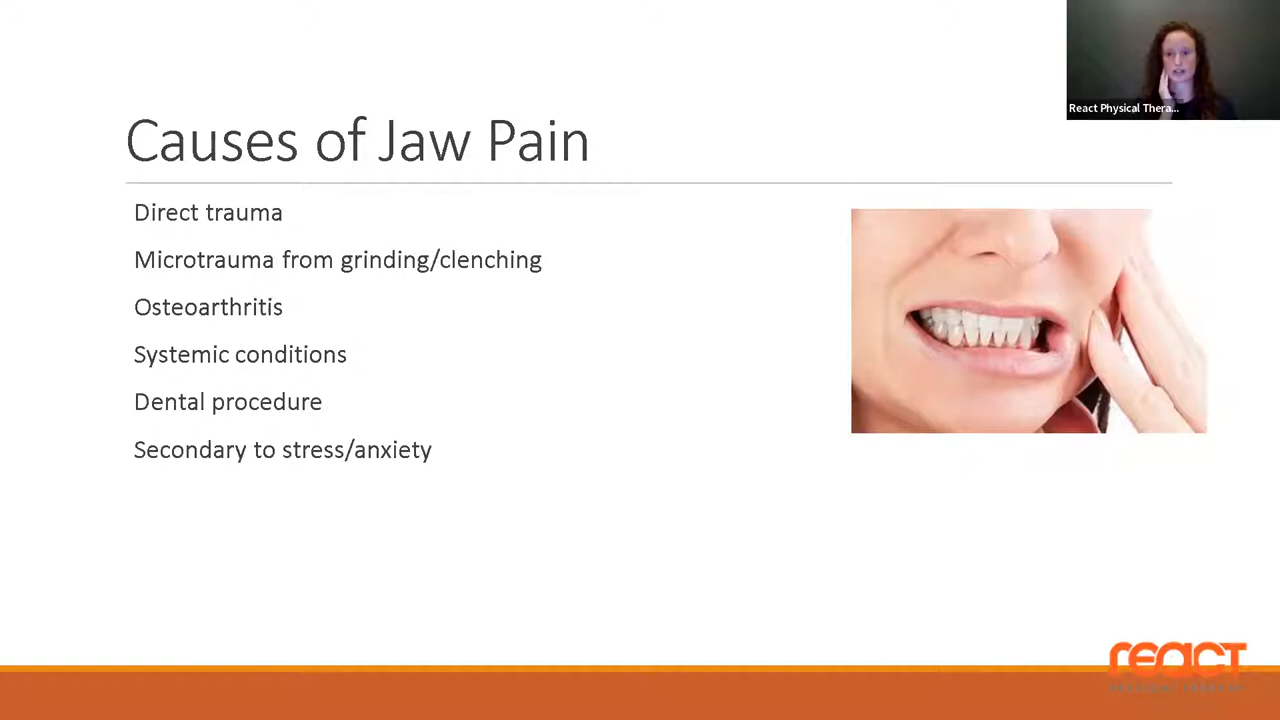 React Physical Thera...
Causes of Jaw Pain
Direct trauma
Microtrauma from grinding/clenching
Osteoarthritis
Systemic conditions
Dental procedure
Secondary to stress/anxiety
react